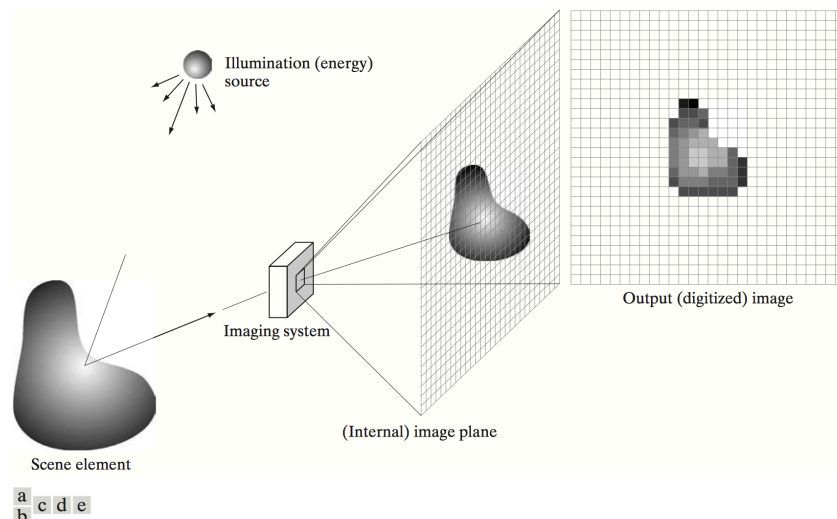 Illumination (energy)
source
Output (digitized) image
Imaging system
(Internal) image plane
Scene element
a
b
c d e